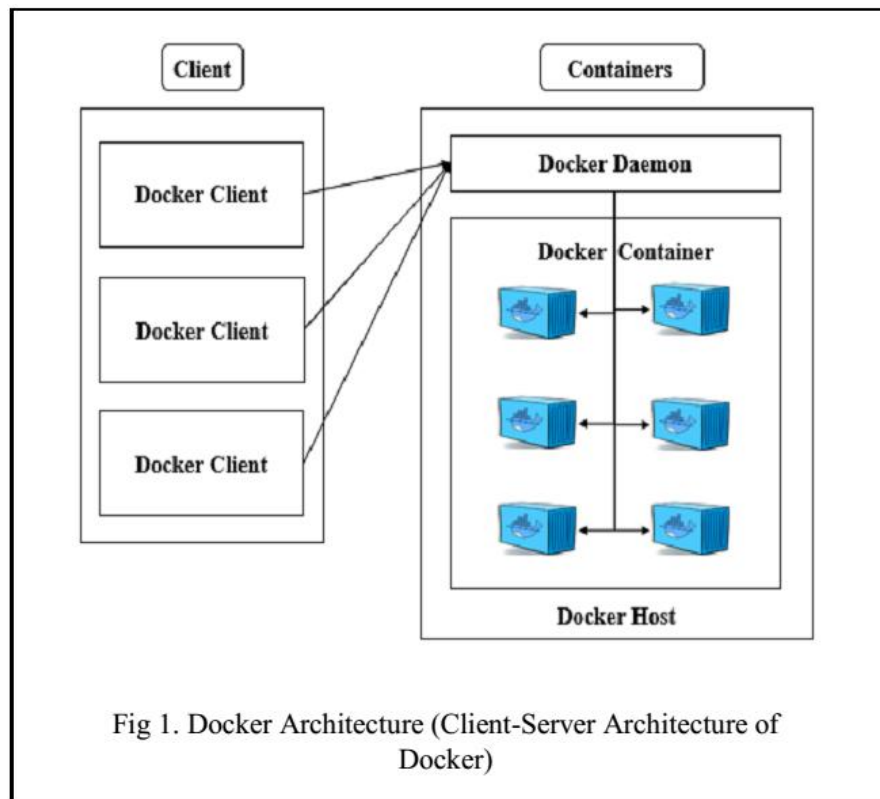 Client
Containers
Docker Client
Docker Client
Docker Client
Docker Daemon
Docker Container
Docker Host
Fig 1. Docker Architecture (Client-Server Architecture of
Docker)